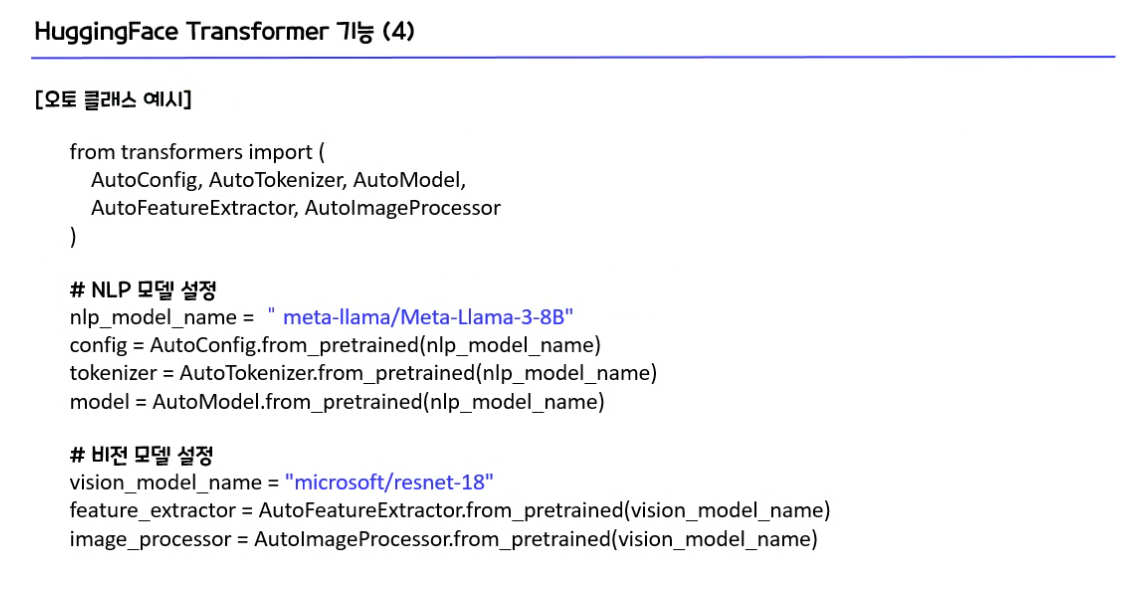 HuggingFace Transformer 기능 (4)
[오토 클래스 예시]
from transformers import (
AutoConfig, AutoTokenizer, AutoModel,
AutoFeatureExtractor, AutoImageProcessor
)
# NLP 모델 설정
nlp_model_name = " meta-llama/Meta-Llama-3-8B"
config = AutoConfig.from_pretrained(nlp_model_name)
tokenizer = AutoTokenizer.from_pretrained(nlp_model_name)
model = AutoModel.from_pretrained(nlp_model_name)
# 비전 모델 설정
vision_model_name = "microsoft/resnet-18"
feature_extractor = AutoFeatureExtractor.from_pretrained(vision_model_name)
image_processor = AutoImageProcessor.from_pretrained(vision_model_name)